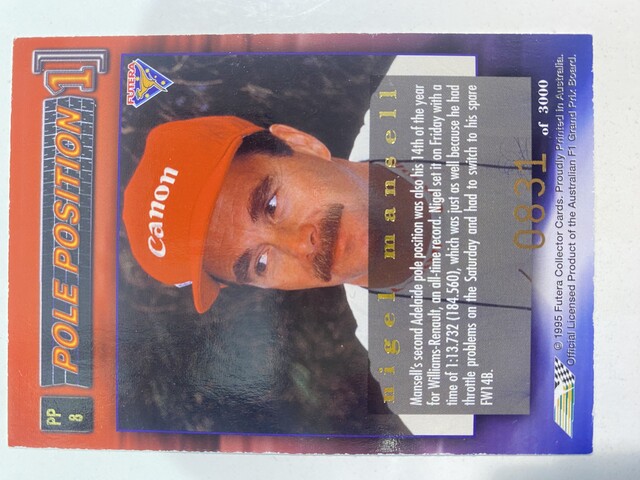 PP
8
POLE POSITION 1
FUTERA
Canon
nigel mansell
Mansell's second Adelaide pole position was also his 14th of the year
for Williams-Renault, an all-time record. Nigel set it on Friday with a
time of 1:13.732 (184.560), which was just as well because he had
throttle problems on the Saturday and had to switch to his spare
FW14B.
0831 of 3000
© 1995 Futera Collector Cards. Proudly Printed in Australia.
Official Licensed Product of the Australian F1 Grand Prix Board.